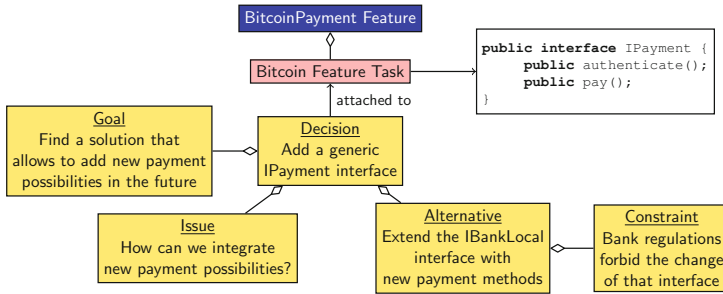 BitcoinPayment Feature
Bitcoin Feature Task
public interface IPayment {
public authenticate();
public pay();
}
attached to
Goal
Find a solution that
allows to add new payment
possibilities in the future
Decision
Add a generic
IPayment interface
Issue
How can we integrate
new payment possibilities?
Alternative
Extend the IBankLocal
interface with
new payment methods
Constraint
Bank regulations
forbid the change
of that interface